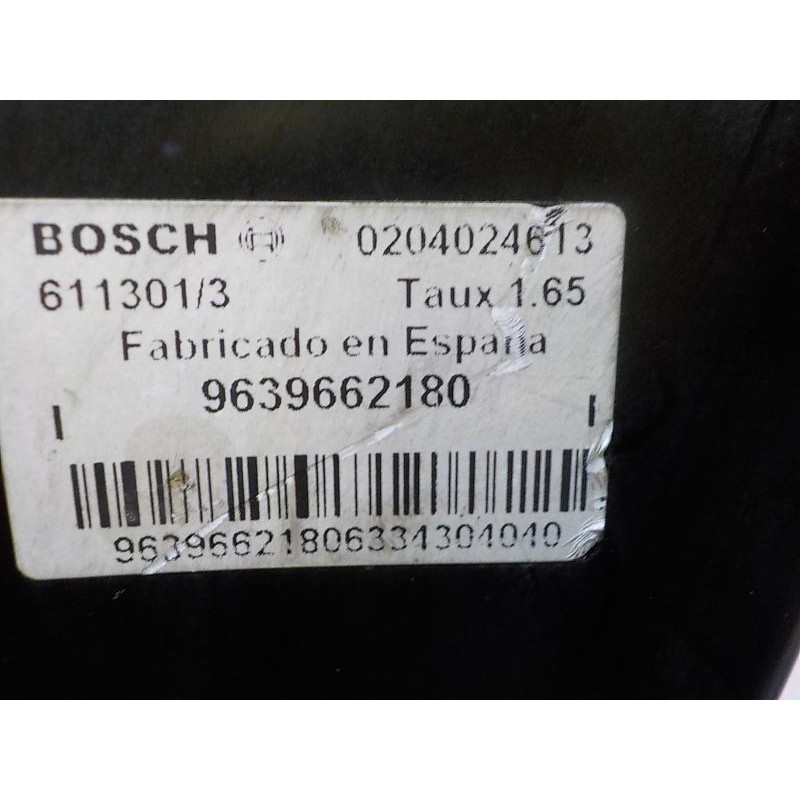 BOSCH 0204024613
611301/3 Taux 1.65
Fabricado en España
9639662180
96396621806334304040